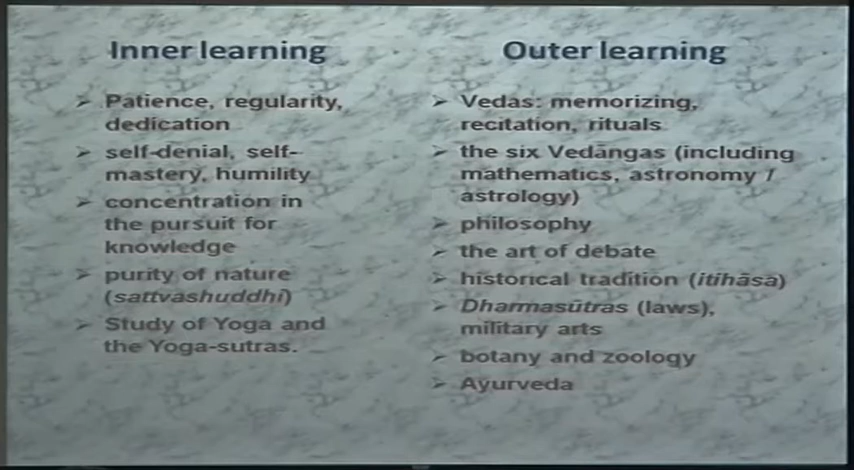 Inner learning
➢ Patience, regularity,
dedication
➢ self-denial, self-
mastery, humility
➢ concentration in
the pursuit for
knowledge
➢ purity of nature
(sattvashuddhi)
➢ Study of Yoga and
the Yoga-sutras.
Outer learning
➢ Vedas: memorizing,
recitation, rituals
➢ the six Vedāngas (including
mathematics, astronomy /
astrology)
➢ philosophy
➢ the art of debate
➢ historical tradition (itihāsa)
➢ Dharmasūtras (laws),
military arts
➢ botany and zoology
➢ Ayurveda